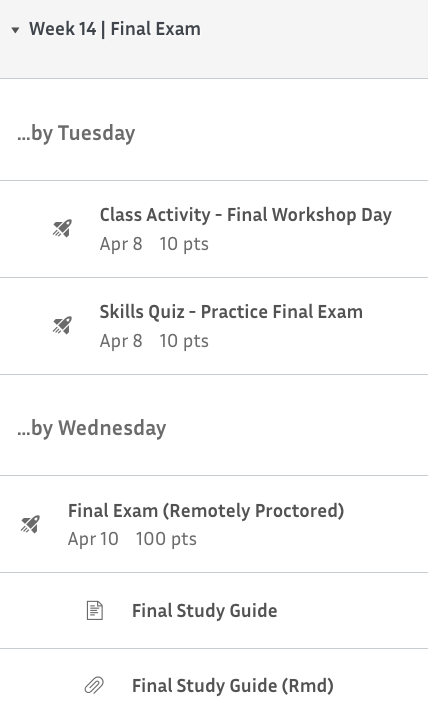 Week 14 | Final Exam
...by Tuesday
Class Activity - Final Workshop Day
Apr 8 10 pts
Skills Quiz - Practice Final Exam
Apr 8 10 pts
...by Wednesday
Final Exam (Remotely Proctored)
Apr 10 100 pts
Final Study Guide
Final Study Guide (Rmd)